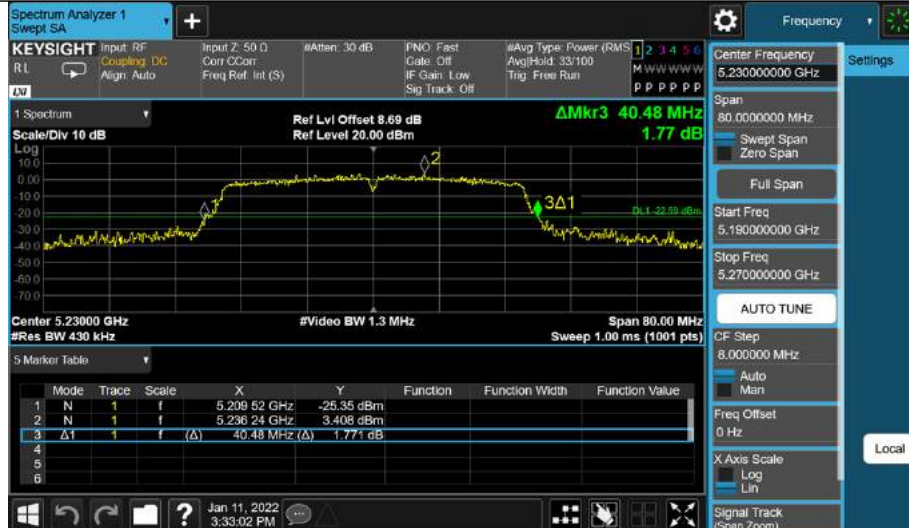 Spectrum Analyzer 1
Swept SA
+
Frequency
Settings
KEYSIGHT
RL
LXI
Input: RF
Coupling: DC
Align: Auto
Input Z: 50 Ω
Corr CCorr
Freq Ref: Int (S)
#Atten: 30 dB
PNO: Fast
Gate: Off
IF Gain: Low
Sig Track: Off
#Avg Type: Power (RMS
Avg|Hold: 33/100
Trig: Free Run
1 2 3 4 5 6
M W W W W W
P P P P P P
1 Spectrum
Scale/Div 10 dB
Ref Lvl Offset 8.69 dB
Ref Level 20.00 dBm
ΔMkr3 40.48 MHz
1.77 dB
Log
10.0
0.00
-10.0
-20.0
-30.0
-40.0
-50.0
-60.0
-70.0
1
2
3Δ1
DL1 -22.59 dBm
Center 5.23000 GHz
#Res BW 430 kHz
#Video BW 1.3 MHz
Span 80.00 MHz
Sweep 1.00 ms (1001 pts)
5 Marker Table
Mode Trace Scale X Y Function Function Width Function Value
1 N 1 f 5.209 52 GHz -25.35 dBm
2 N 1 f 5.236 24 GHz 3.408 dBm
3 Δ1 1 f (Δ) 40.48 MHz (Δ) 1.771 dB
4
5
6
?
Jan 11, 2022
3:33:02 PM
Center Frequency
5.230000000 GHz
Span
80.0000000 MHz
Swept Span
Zero Span
Full Span
Start Freq
5.190000000 GHz
Stop Freq
5.270000000 GHz
AUTO TUNE
CF Step
8.000000 MHz
Auto
Man
Freq Offset
0 Hz
X Axis Scale
Log
Lin
Signal Track
(Span Zoom)
Local